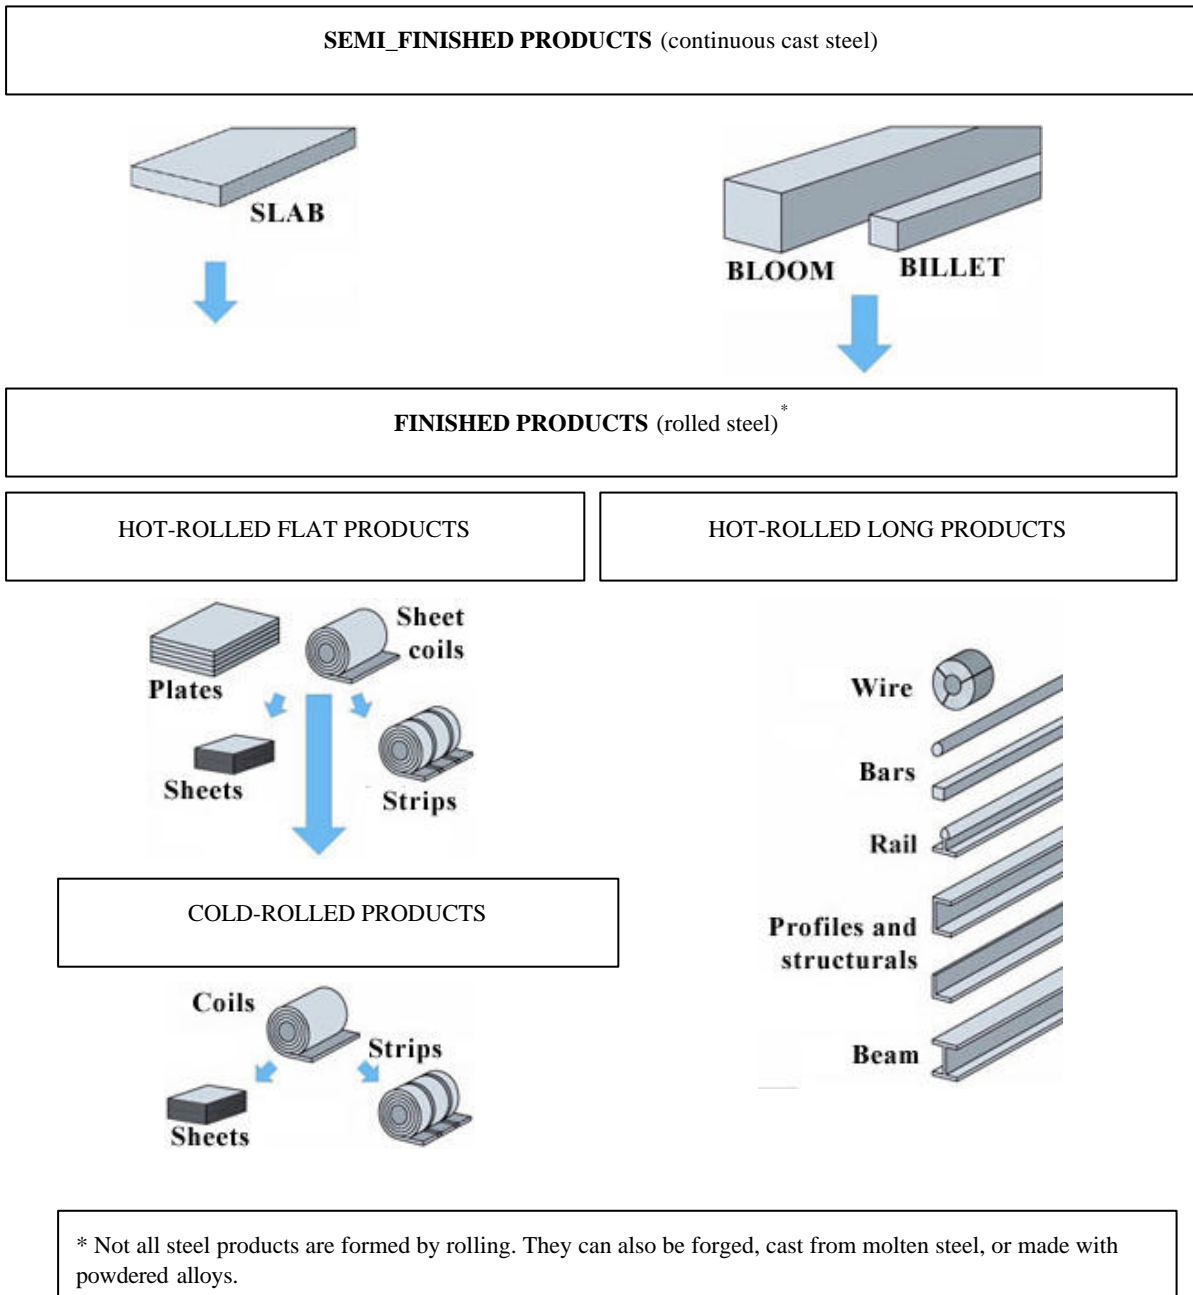 SEMI_FINISHED PRODUCTS (continuous cast steel)
SLAB
BLOOM
BILLET
FINISHED PRODUCTS (rolled steel)*
HOT-ROLLED FLAT PRODUCTS
HOT-ROLLED LONG PRODUCTS
Plates
Sheet
coils
Sheets
Strips
Wire
Bars
Rail
Profiles and
structurals
Beam
COLD-ROLLED PRODUCTS
Coils
Strips
Sheets
* Not all steel products are formed by rolling. They can also be forged, cast from molten steel, or made with
powdered alloys.